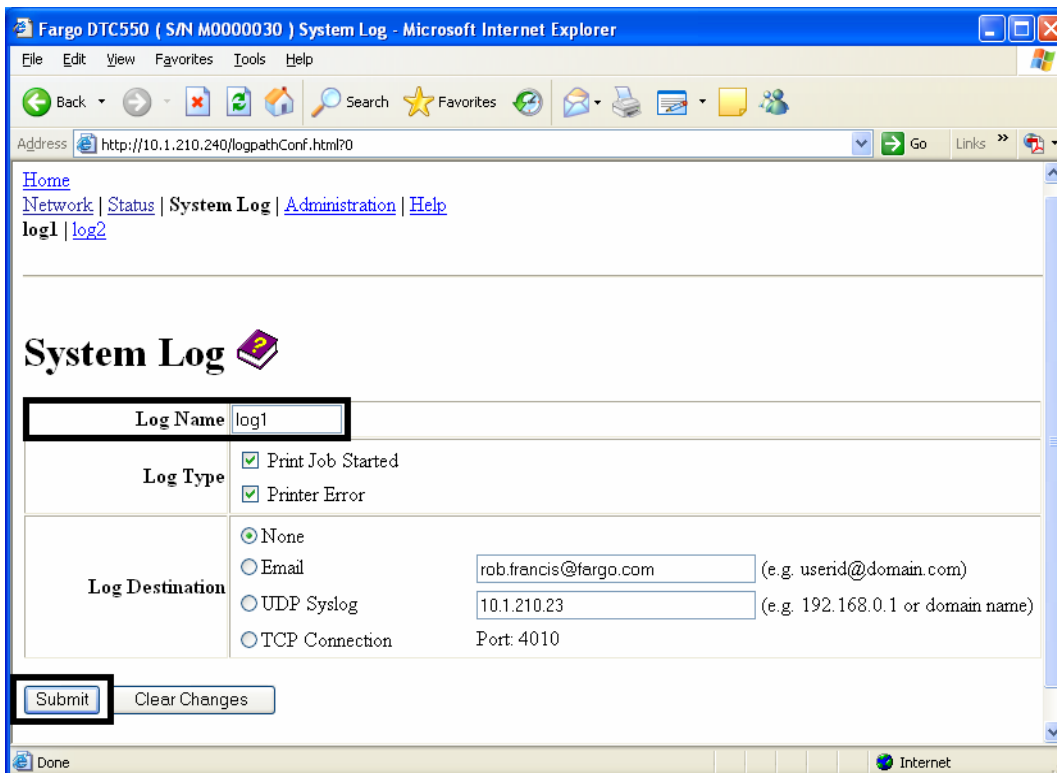 Fargo DTC550 ( S/N M0000030 ) System Log - Microsoft Internet Explorer
File Edit View Favorites Tools Help
Back Search Favorites
Address http://10.1.210.240/logpathConf.html?0 Go Links »
Home
Network | Status | System Log | Administration | Help
log1 | log2
System Log ?
Log Name log1
Log Type Print Job Started
Printer Error
Log Destination None
Email rob.francis@fargo.com (e.g. userid@domain.com)
UDP Syslog 10.1.210.23 (e.g. 192.168.0.1 or domain name)
TCP Connection Port: 4010
Submit Clear Changes
Done Internet